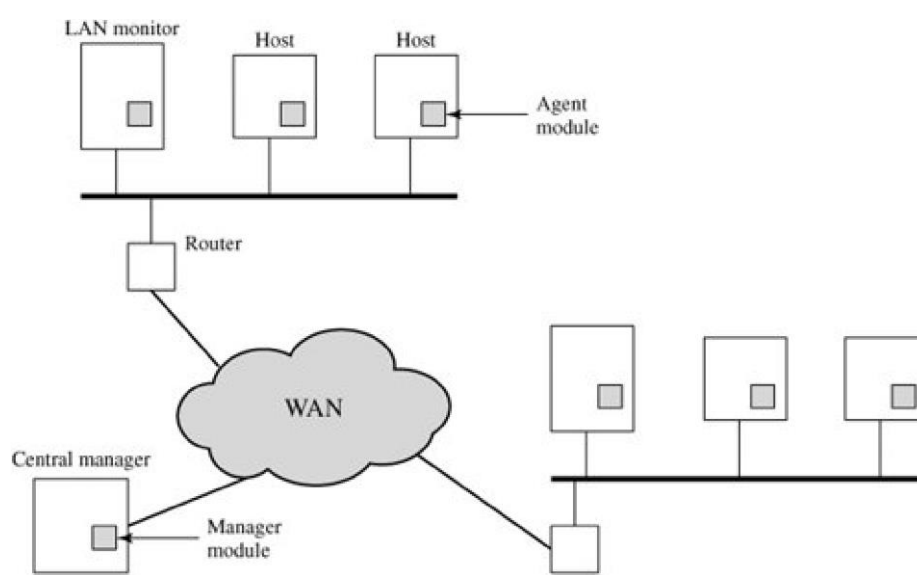 LAN monitor
Host
Host
Agent
module
Router
WAN
Central manager
Manager
module